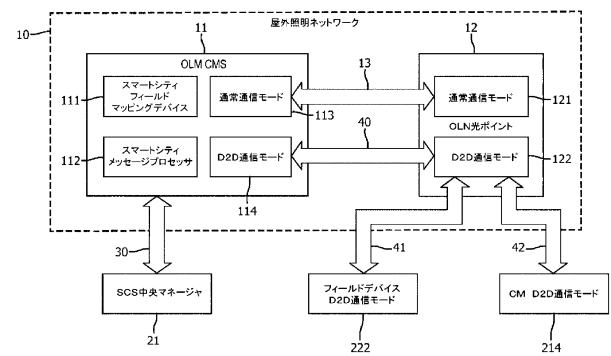 屋外照明ネットワーク
10
11
12
OLM CMS
13
スマートシティ
フィールド
マッピングデバイス
通常通信モード
通常通信モード
111
113
121
40
OLN光ポイント
スマートシティ
メッセージプロセッサ
D2D通信モード
D2D通信モード
112
122
114
30
41
42
SCS中央マネージャ
フィールドデバイス
D2D通信モード
CM D2D通信モード
21
222
214